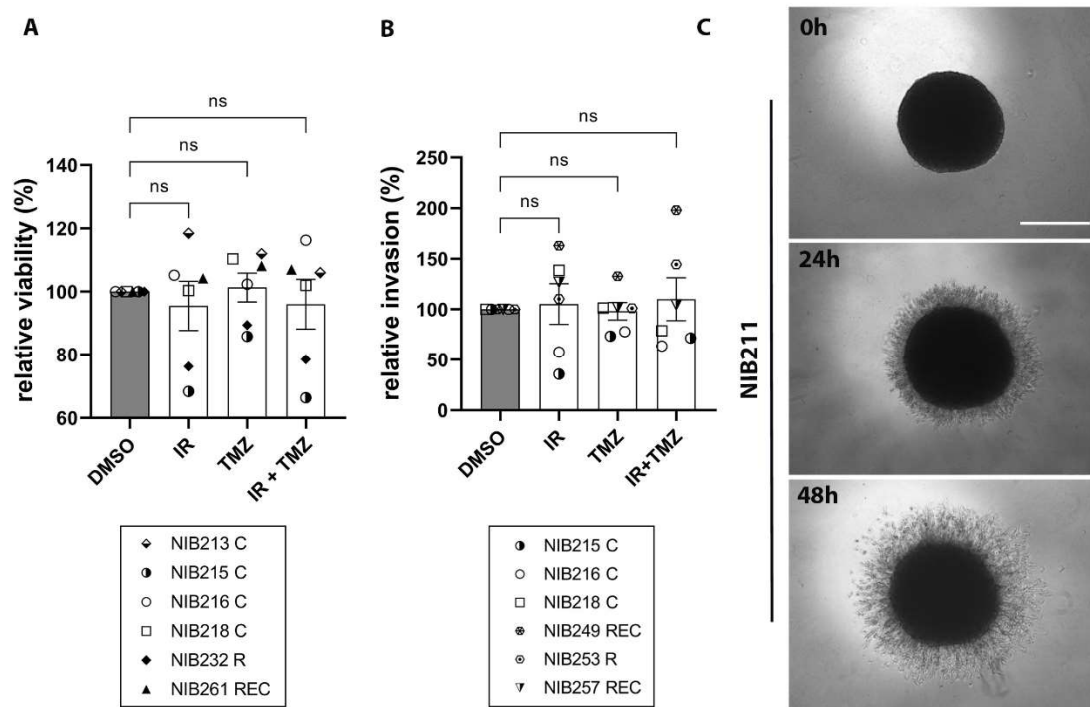 A
ns
ns
ns
relative viability (%)
140
120
100
80
60
DMSO
IR
TMZ
IR + TMZ
NIB213 C
NIB215 C
NIB216 C
NIB218 C
NIB232 R
NIB261 REC
B
ns
ns
ns
relative invasion (%)
250
200
150
100
50
0
DMSO
IR
TMZ
IR+TMZ
NIB215 C
NIB216 C
NIB218 C
NIB249 REC
NIB253 R
NIB257 REC
C
NIB211
0h
24h
48h